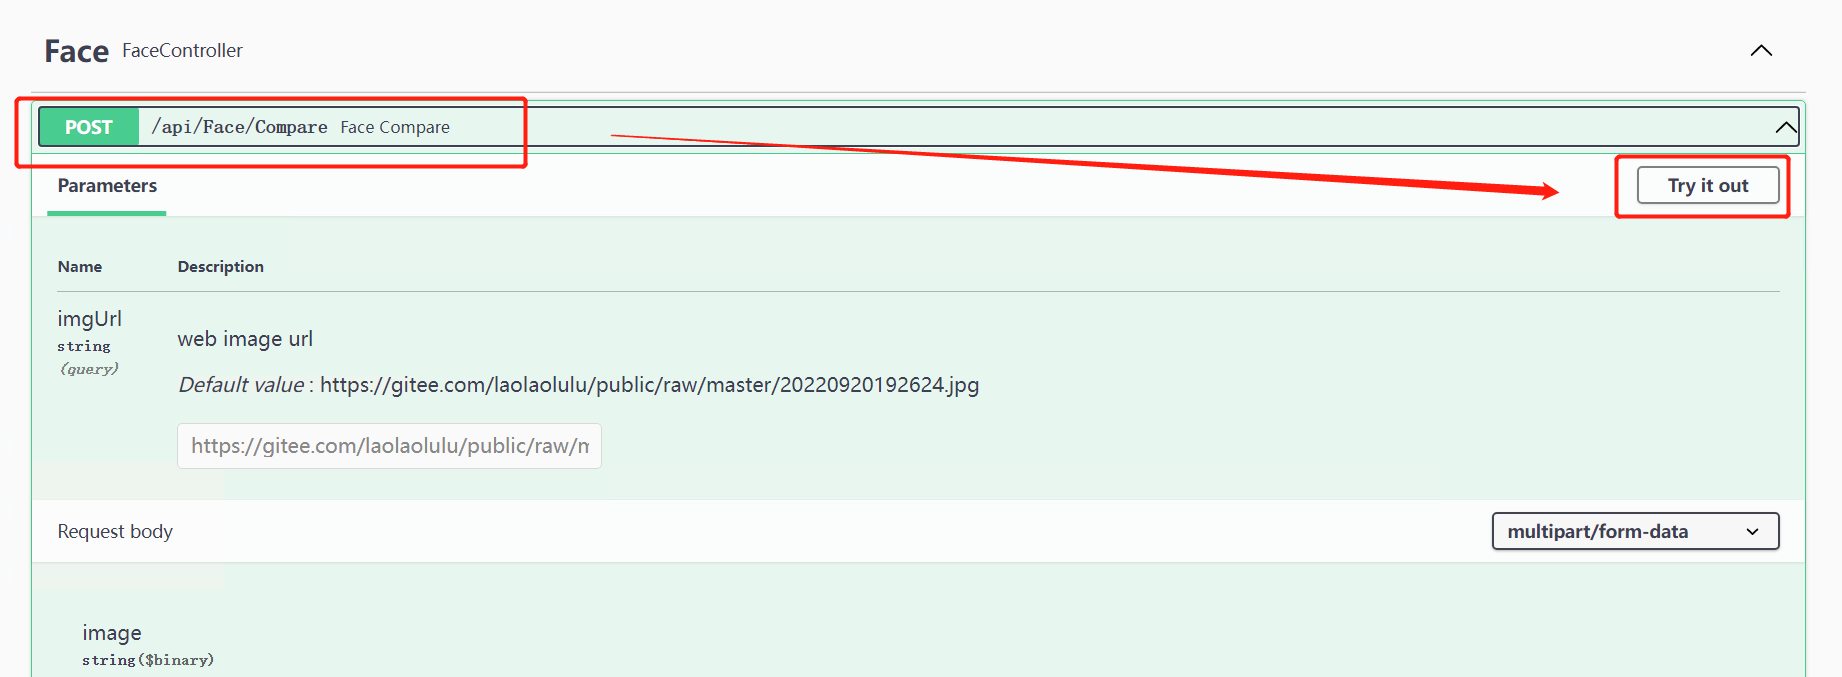 Face FaceController
POST /api/Face/Compare Face Compare
Parameters
Try it out
Name Description
imgUrl
string
(query)
web image url
Default value : https://gitee.com/laolaolulu/public/raw/master/20220920192624.jpg
https://gitee.com/laolaolulu/public/raw/m
Request body
multipart/form-data
image
string($binary)